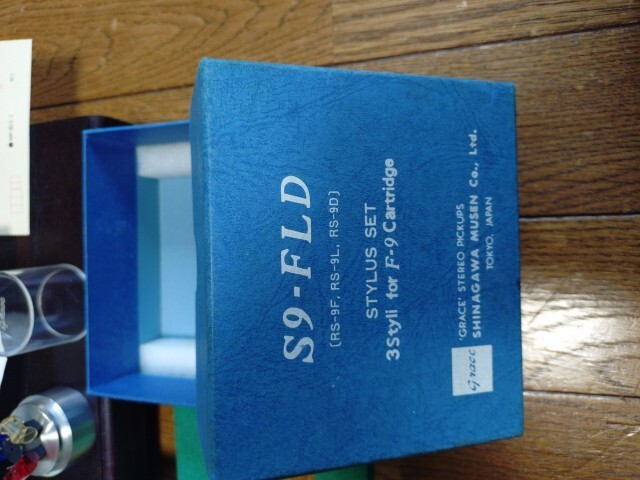 S9-FLD
(RS-9F, RS-9L, RS-9D)
STYLUS SET
3Styli for F-9 Cartridge
Grace
'GRACE' STEREO PICKUPS
SHINAGAWA MUSEN Co., Ltd.
TOKYO, JAPAN